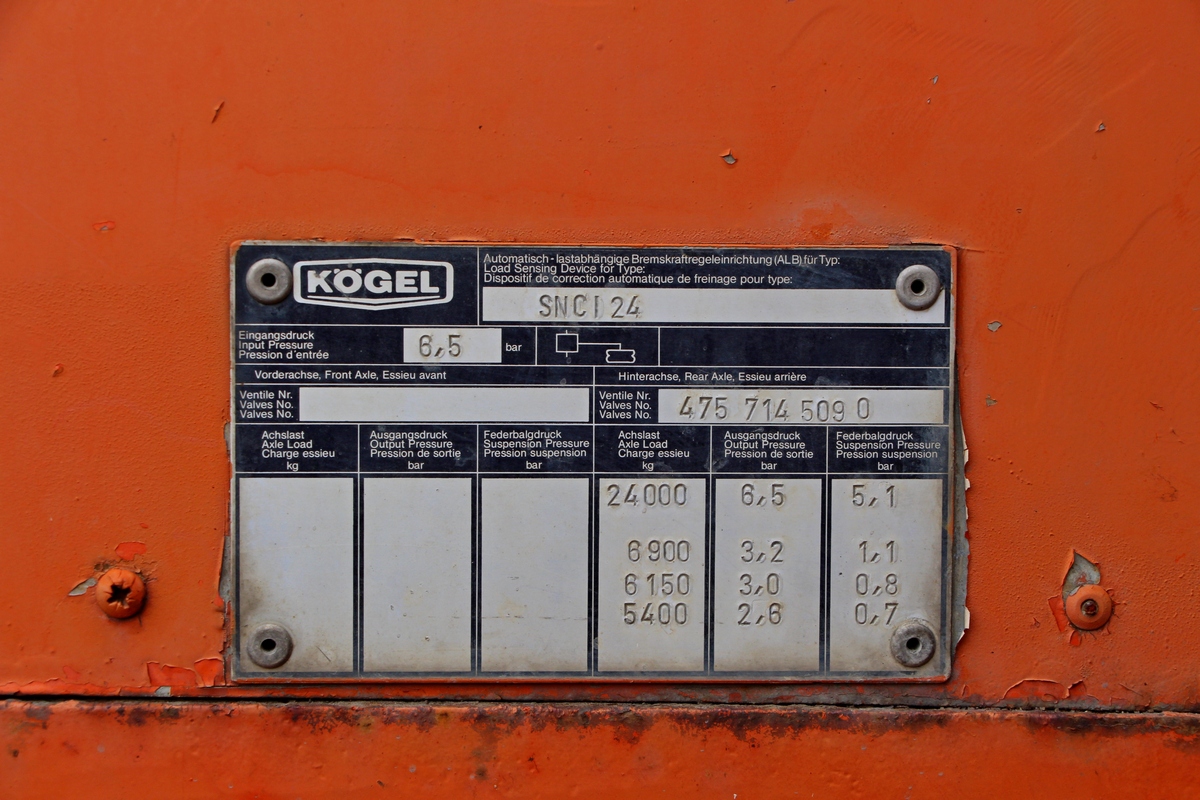 KÖGEL
Automatisch-lastabhängige Bremskraftregeleinrichtung (ALB) für Typ:
Load Sensing Device for Type:
Dispositif de correction automatique de freinage pour type:
SNCI 24
Eingangsdruck
Input Pressure
Pression d'entrée
6,5 bar
Vorderachse, Front Axle, Essieu avant
Hinterachse, Rear Axle, Essieu arrière
Ventile Nr.
Valves No.
Valves No.
Ventile Nr.
Valves No.
Valves No.
475 714 509 0
Achslast
Axle Load
Charge essieu
kg
Ausgangsdruck
Output Pressure
Pression de sortie
bar
Federbalgdruck
Suspension Pressure
Pression suspension
bar
Achslast
Axle Load
Charge essieu
kg
Ausgangsdruck
Output Pressure
Pression de sortie
bar
Federbalgdruck
Suspension Pressure
Pression suspension
bar
24000 6,5 5,1
6900 3,2 1,1
6150 3,0 0,8
5400 2,6 0,7